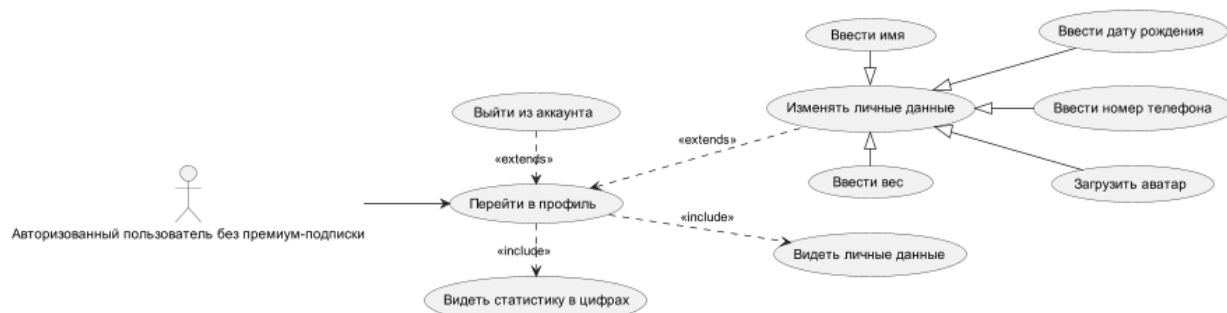 Ввести имя
Ввести дату рождения
Выйти из аккаунта
Изменять личные данные
Ввести номер телефона
«extends»
«extends»
Ввести вес
Загрузить аватар
Перейти в профиль
Авторизованный пользователь без премиум-подписки
«include»
«include»
Видеть личные данные
Видеть статистику в цифрах